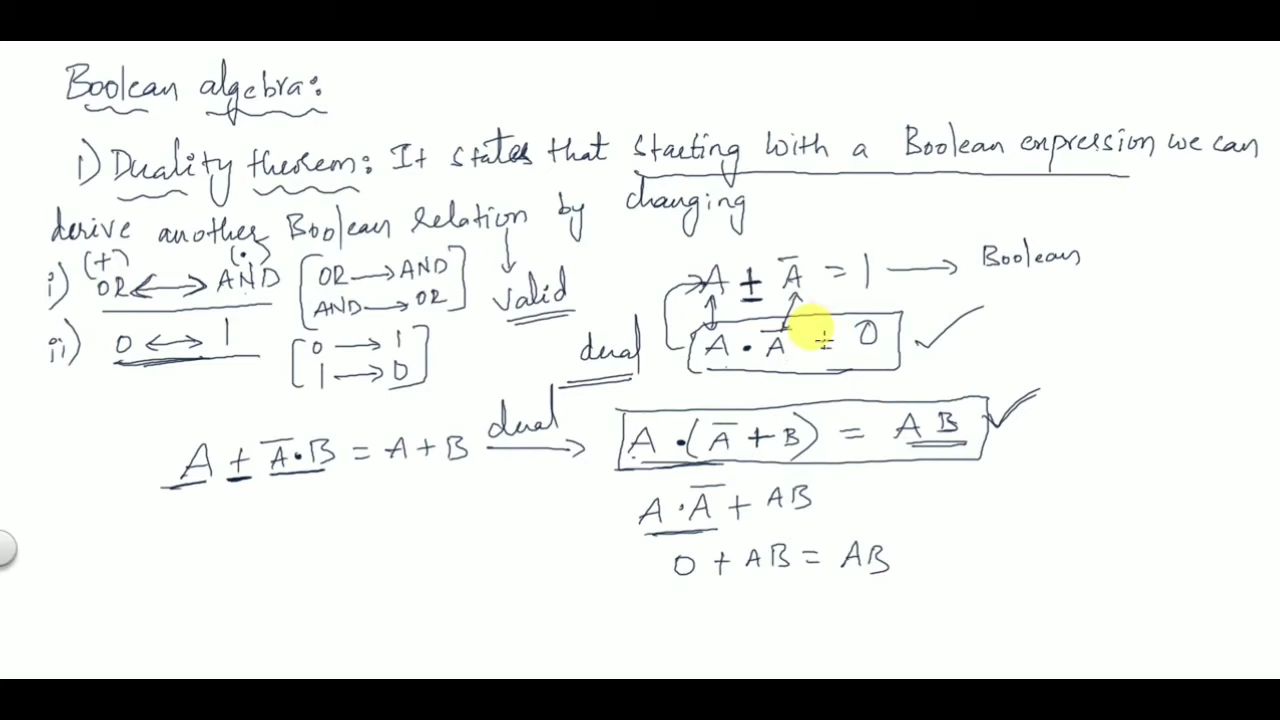 Boolean algebra:
i) Duality theorem: It states that starting with a Boolean expression we can
derive another Boolean relation by changing
(+) (·)
i) OR ⟷ AND [OR → AND
AND → OR] valid
A + A̅ = 1 → Boolean
ii) 0 ⟷ 1 [0 → 1
1 → 0]
dual A · A̅ = 0 ✓
A + A̅·B = A + B dual → A·(A̅ + B) = AB ✓
A·A̅ + AB
0 + AB = AB